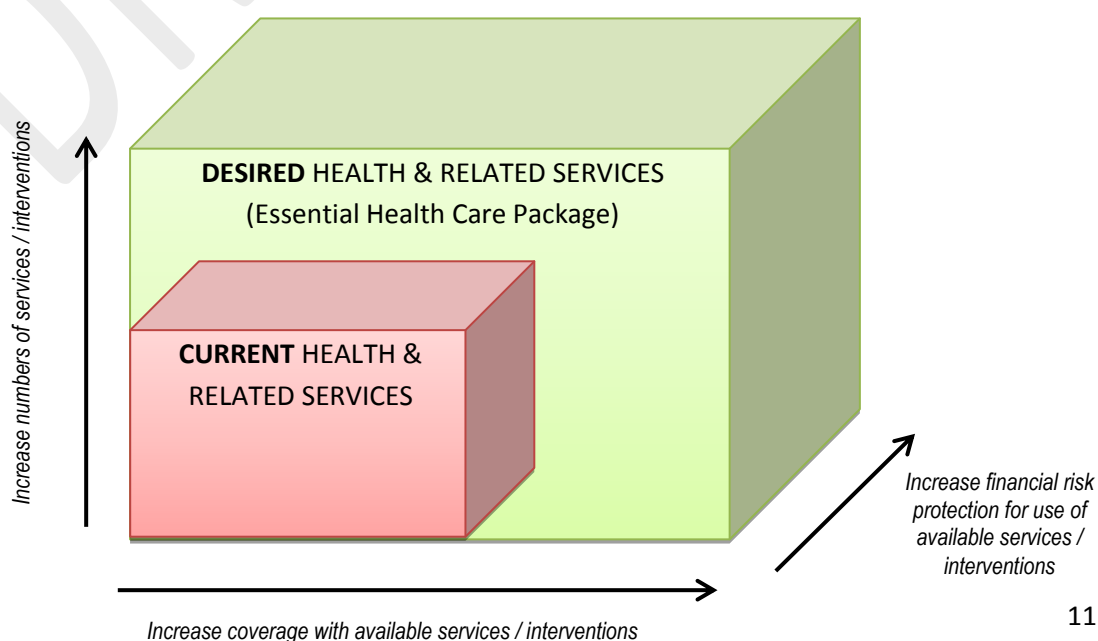 Increase numbers of services / interventions
DESIRED HEALTH & RELATED SERVICES
(Essential Health Care Package)
CURRENT HEALTH &
RELATED SERVICES
Increase financial risk
protection for use of
available services /
interventions
Increase coverage with available services / interventions
11